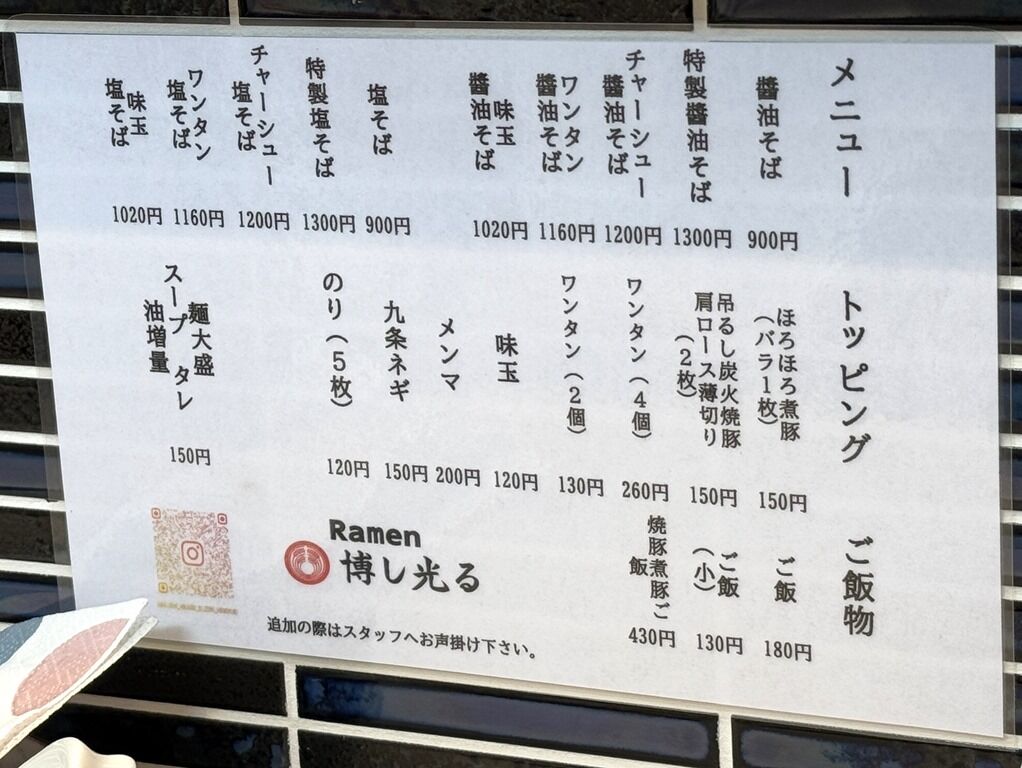 メニュー
醬油そば
900円
特製醬油そば
1300円
チャーシュー
醬油そば
1200円
ワンタン
醬油そば
1160円
味玉
醬油そば
1020円
塩そば
900円
特製塩そば
1300円
チャーシュー
塩そば
1200円
ワンタン
塩そば
1160円
味玉
塩そば
1020円
トッピング
ほろほろ煮豚
(バラ1枚)
150円
吊るし炭火焼豚
肩ロース薄切り
(2枚)
150円
ワンタン(4個)
260円
ワンタン(2個)
130円
味玉
120円
メンマ
200円
九条ネギ
150円
のり(5枚)
120円
麺大盛
スープ タレ
油増量
150円
ご飯物
ご飯
180円
ご飯
(小)
130円
焼豚煮豚ご
飯
430円
Ramen
博し光る
追加の際はスタッフへお声掛け下さい。